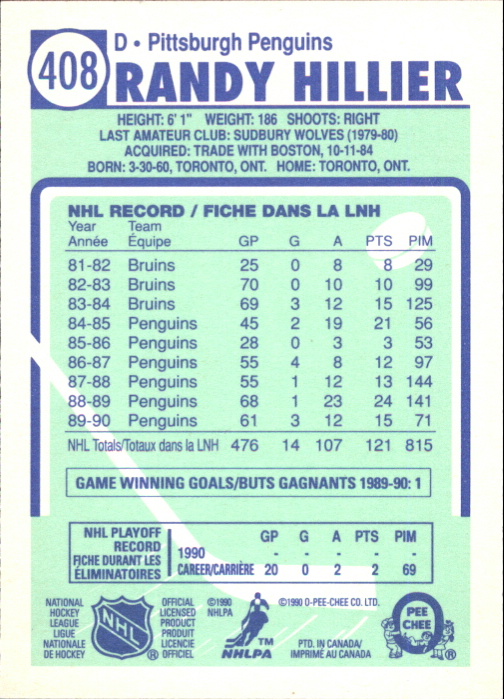 408
D • Pittsburgh Penguins
RANDY HILLIER
HEIGHT: 6' 1" WEIGHT: 186 SHOOTS: RIGHT
LAST AMATEUR CLUB: SUDBURY WOLVES (1979-80)
ACQUIRED: TRADE WITH BOSTON, 10-11-84
BORN: 3-30-60, TORONTO, ONT. HOME: TORONTO, ONT.
NHL RECORD / FICHE DANS LA LNH
Year Team
Année Équipe GP G A PTS PIM
81-82 Bruins 25 0 8 8 29
82-83 Bruins 70 0 10 10 99
83-84 Bruins 69 3 12 15 125
84-85 Penguins 45 2 19 21 56
85-86 Penguins 28 0 3 3 53
86-87 Penguins 55 4 8 12 97
87-88 Penguins 55 1 12 13 144
88-89 Penguins 68 1 23 24 141
89-90 Penguins 61 3 12 15 71
NHL Totals/Totaux dans la LNH 476 14 107 121 815
GAME WINNING GOALS/BUTS GAGNANTS 1989-90: 1
NHL PLAYOFF
RECORD
FICHE DURANT LES
ÉLIMINATOIRES
GP G A PTS PIM
1990 - - - - -
CAREER/CARRIÈRE 20 0 2 2 69
NATIONAL
HOCKEY
LEAGUE
LIGUE
NATIONALE
DE HOCKEY
NHL
®
OFFICIAL
LICENSED
PRODUCT
PRODUIT
LICENCIE
OFFICIEL
©1990
NHLPA
TM
NHLPA
©1990 O-PEE-CHEE CO. LTD.
PTD. IN CANADA/
IMPRIMÉ AU CANADA
PEE
CHEE
®